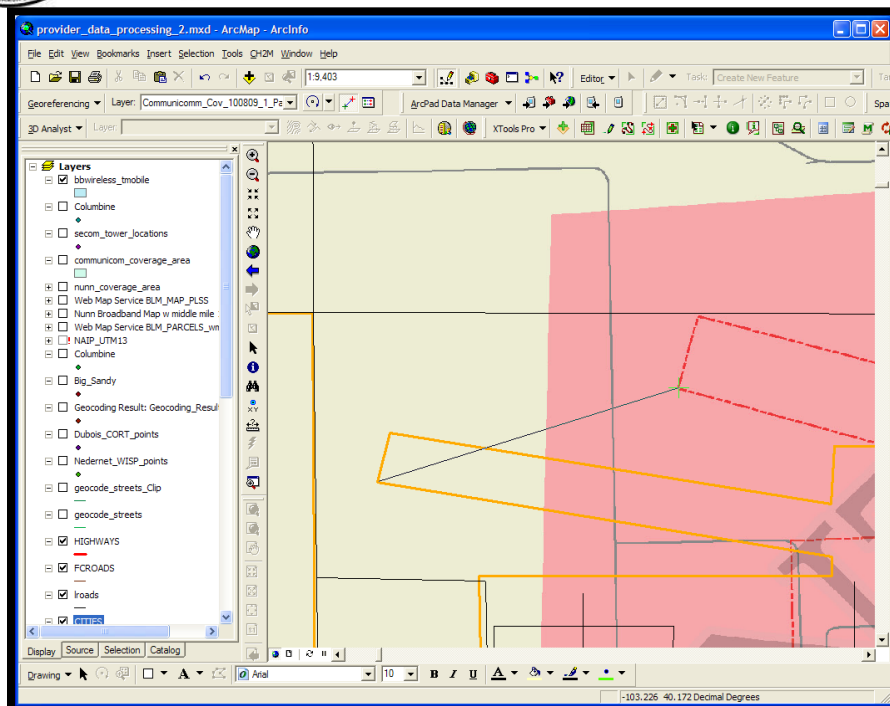 provider_data_processing_2.mxd - ArcMap - ArcInfo
File Edit View Bookmarks Insert Selection Tools CH2M Window Help
1:9,403 Editor Task: Create New Feature
Georeferencing Layer: Communicomm_Cov_100809_1_Pa ArcPad Data Manager
3D Analyst Layer: XTools Pro
Layers
bbwireless_tmobile
Columbine
secom_tower_locations
communicom_coverage_area
nunn_coverage_area
Web Map Service BLM_MAP_PLSS
Nunn Broadband Map w middle mile
Web Map Service BLM_PARCELS_wm
NAIP_UTM13
Columbine
Big_Sandy
Geocoding Result: Geocoding_Resul
Dubois_CORT_points
Nedernet_WISP_points
geocode_streets_Clip
geocode_streets
HIGHWAYS
FCROADS
lroads
CITIES
Display Source Selection Catalog
Drawing A Arial 10 B I U A
-103.226 40.172 Decimal Degrees